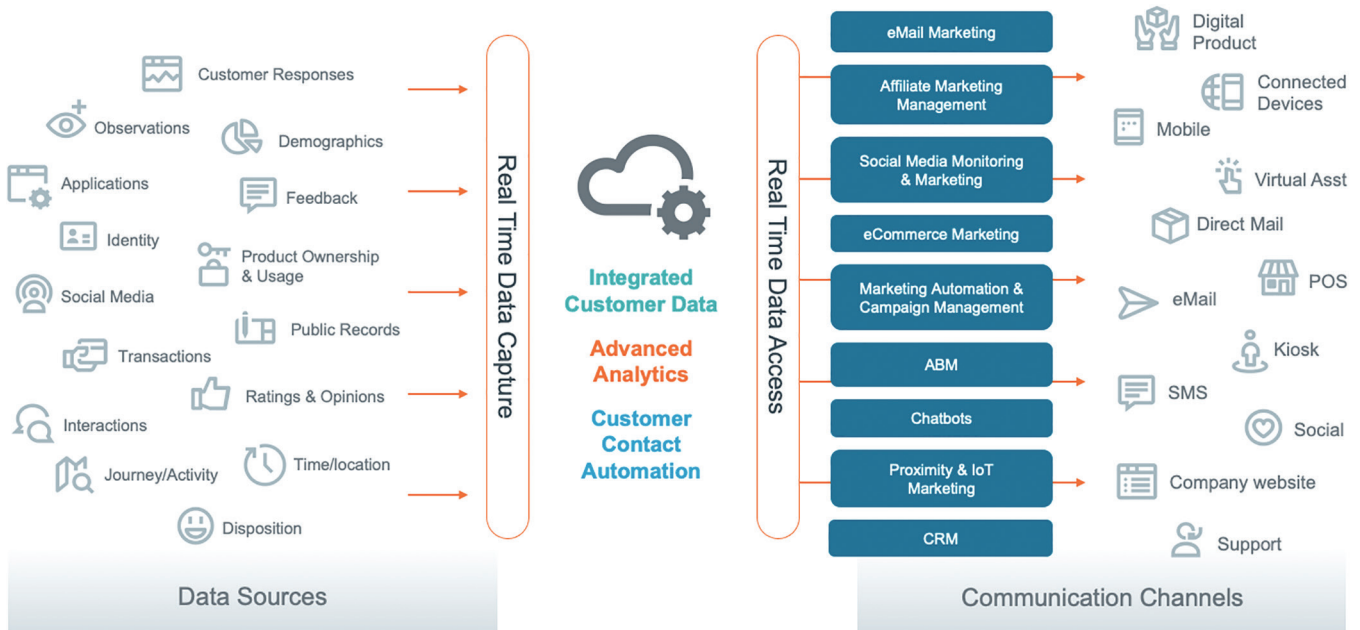 Customer Responses
Observations
Demographics
Applications
Feedback
Identity
Product Ownership
& Usage
Social Media
Public Records
Transactions
Ratings & Opinions
Interactions
Time/location
Journey/Activity
Disposition
Data Sources
Real Time Data Capture
Integrated
Customer Data
Advanced
Analytics
Customer
Contact
Automation
Real Time Data Access
eMail Marketing
Affiliate Marketing
Management
Social Media Monitoring
& Marketing
eCommerce Marketing
Marketing Automation &
Campaign Management
ABM
Chatbots
Proximity & IoT
Marketing
CRM
Digital
Product
Connected
Devices
Mobile
Virtual Asst
Direct Mail
POS
eMail
Kiosk
SMS
Social
Company website
Support
Communication Channels